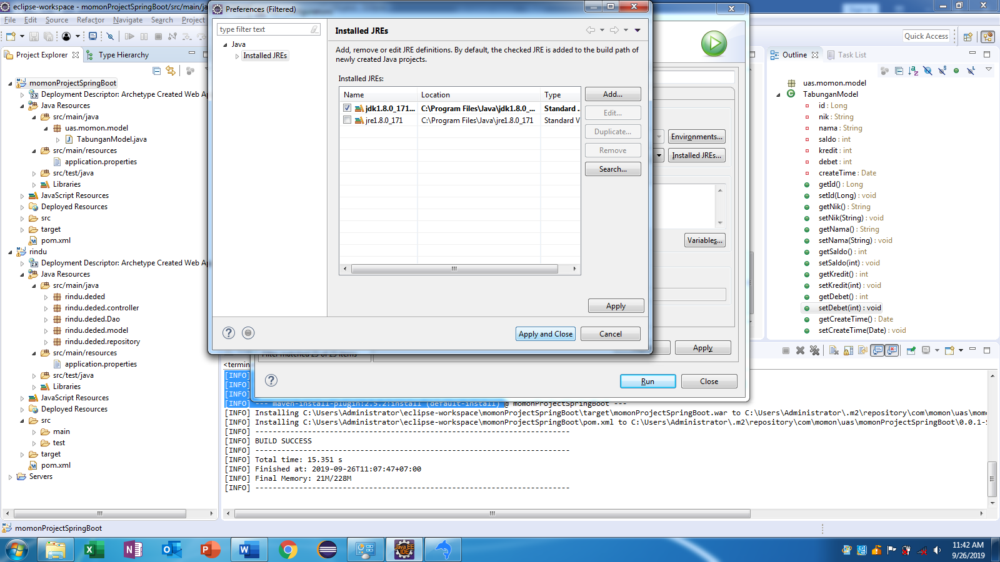 eclipse-workspace - momonProjectSpringBoot/src/main/ja
File Edit Source Refactor Navigate Search Project
Quick Access
Project Explorer
Type Hierarchy
momonProjectSpringBoot
Deployment Descriptor: Archetype Created Web Ap
Java Resources
src/main/java
uas.momon.model
TabunganModel.java
src/main/resources
application.properties
src/test/java
Libraries
JavaScript Resources
Deployed Resources
src
target
pom.xml
rindu
Deployment Descriptor: Archetype Created Web Ap
Java Resources
src/main/java
rindu.deded
rindu.deded.controller
rindu.deded.Dao
rindu.deded.model
rindu.deded.repository
src/main/resources
application.properties
src/test/java
Libraries
JavaScript Resources
Deployed Resources
src
main
test
target
pom.xml
Servers
Preferences (Filtered)
type filter text
Java
Installed JREs
Installed JREs
Add, remove or edit JRE definitions. By default, the checked JRE is added to the build path of
newly created Java projects.
Installed JREs:
Name Location Type
jdk1.8.0_171... C:\Program Files\Java\jdk1.8.0_... Standard .
jre1.8.0_171 C:\Program Files\Java\jre1.8.0_171 Standard V
Add...
Edit...
Duplicate...
Remove
Search...
Apply
Apply and Close
Cancel
Environments...
Installed JREs...
Variables...
Apply
Filter matched 25 of 25 items
Run
Close
Outline
Task List
uas.momon.model
TabunganModel
id : Long
nik : String
nama : String
saldo : int
kredit : int
debet : int
createTime : Date
getId() : Long
setId(Long) : void
getNik() : String
setNik(String) : void
getNama() : String
setNama(String) : void
getSaldo() : int
setSaldo(int) : void
getKredit() : int
setKredit(int) : void
getDebet() : int
setDebet(int) : void
getCreateTime() : Date
setCreateTime(Date) : void
<termin
[INFO]
[INFO]
[INFO]
[INFO] --- maven-install-plugin:2.5.2:install (default-install) @ momonProjectSpringBoot ---
[INFO] Installing C:\Users\Administrator\eclipse-workspace\momonProjectSpringBoot\target\momonProjectSpringBoot.war to C:\Users\Administrator\.m2\repository\com\momon\uas\momo
[INFO] Installing C:\Users\Administrator\eclipse-workspace\momonProjectSpringBoot\pom.xml to C:\Users\Administrator\.m2\repository\com\momon\uas\momonProjectSpringBoot\0.0.1-S
[INFO] ------------------------------------------------------------------------
[INFO] BUILD SUCCESS
[INFO] ------------------------------------------------------------------------
[INFO] Total time: 15.351 s
[INFO] Finished at: 2019-09-26T11:07:47+07:00
[INFO] Final Memory: 21M/228M
[INFO] ------------------------------------------------------------------------
momonProjectSpringBoot
Java EE
IDE
11:42 AM
9/26/2019